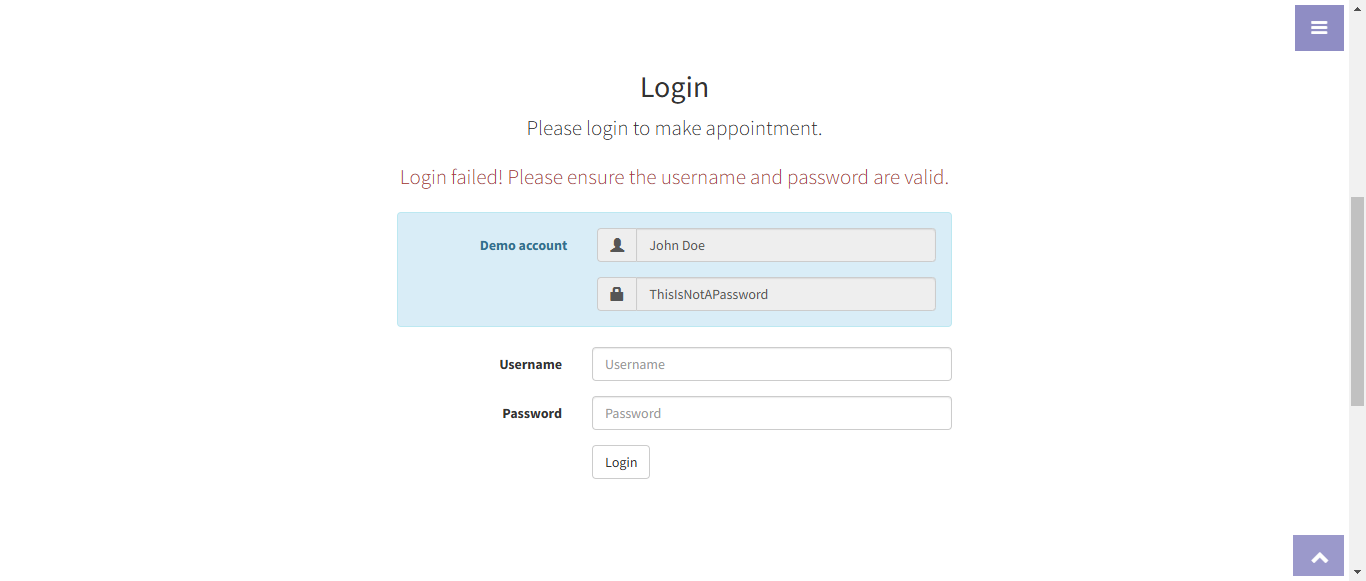 Login
Please login to make appointment.
Login failed! Please ensure the username and password are valid.
Demo account John Doe
ThisIsNotAPassword
Username Username
Password Password
Login